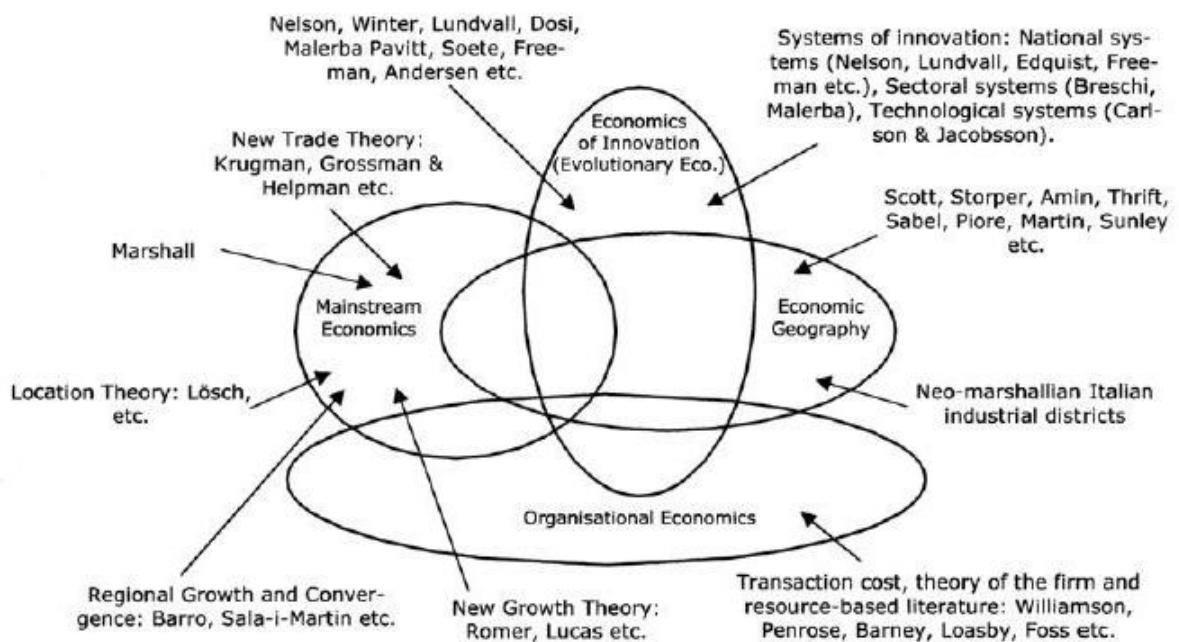 Nelson, Winter, Lundvall, Dosi,
Malerba Pavitt, Soete, Free-
man, Andersen etc.
Systems of innovation: National sys-
tems (Nelson, Lundvall, Edquist, Free-
man etc.), Sectoral systems (Breschi,
Malerba), Technological systems (Carl-
son & Jacobsson).
Economics
of Innovation
(Evolutionary Eco.)
New Trade Theory:
Krugman, Grossman &
Helpman etc.
Scott, Storper, Amin, Thrift,
Sabel, Piore, Martin, Sunley
etc.
Marshall
Mainstream
Economics
Economic
Geography
Location Theory: Lösch,
etc.
Neo-marshallian Italian
industrial districts
Organisational Economics
Regional Growth and Conver-
gence: Barro, Sala-i-Martin etc.
New Growth Theory:
Romer, Lucas etc.
Transaction cost, theory of the firm and
resource-based literature: Williamson,
Penrose, Barney, Loasby, Foss etc.